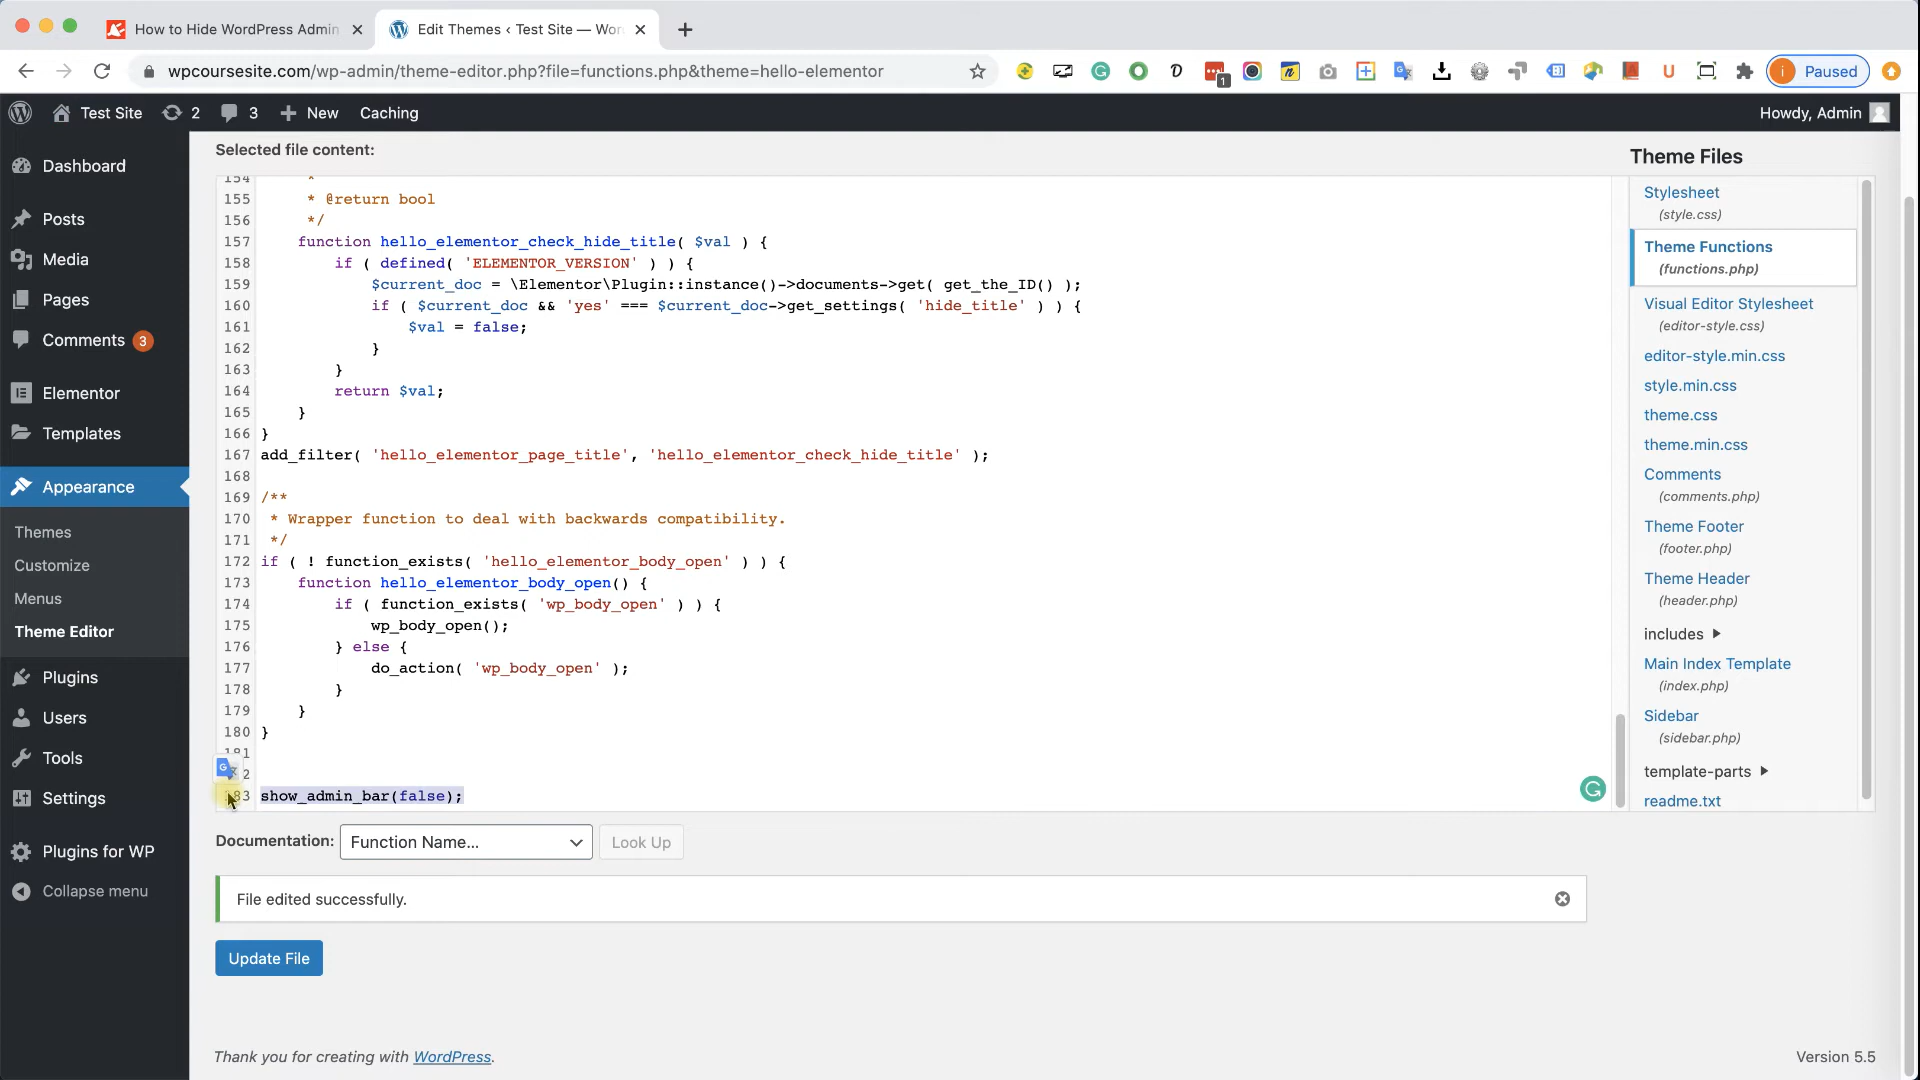 How to Hide WordPress Admin
Edit Themes ‹ Test Site — Wor
wpcoursesite.com/wp-admin/theme-editor.php?file=functions.php&theme=hello-elementor
1
i Paused
Test Site
2
3
New
Caching
Howdy, Admin
Dashboard
Posts
Media
Pages
Comments 3
Elementor
Templates
Appearance
Themes
Customize
Menus
Theme Editor
Plugins
Users
Tools
Settings
Plugins for WP
Collapse menu
Selected file content:
154 *
155 * @return bool
156 */
157 function hello_elementor_check_hide_title( $val ) {
158 if ( defined( 'ELEMENTOR_VERSION' ) ) {
159 $current_doc = \Elementor\Plugin::instance()->documents->get( get_the_ID() );
160 if ( $current_doc && 'yes' === $current_doc->get_settings( 'hide_title' ) ) {
161 $val = false;
162 }
163 }
164 return $val;
165 }
166 }
167 add_filter( 'hello_elementor_page_title', 'hello_elementor_check_hide_title' );
168
169 /**
170 * Wrapper function to deal with backwards compatibility.
171 */
172 if ( ! function_exists( 'hello_elementor_body_open' ) ) {
173 function hello_elementor_body_open() {
174 if ( function_exists( 'wp_body_open' ) ) {
175 wp_body_open();
176 } else {
177 do_action( 'wp_body_open' );
178 }
179 }
180 }
181
2
183 show_admin_bar(false);
Documentation: Function Name... Look Up
File edited successfully.
Update File
Thank you for creating with WordPress.
Version 5.5
Theme Files
Stylesheet
(style.css)
Theme Functions
(functions.php)
Visual Editor Stylesheet
(editor-style.css)
editor-style.min.css
style.min.css
theme.css
theme.min.css
Comments
(comments.php)
Theme Footer
(footer.php)
Theme Header
(header.php)
includes
Main Index Template
(index.php)
Sidebar
(sidebar.php)
template-parts
readme.txt